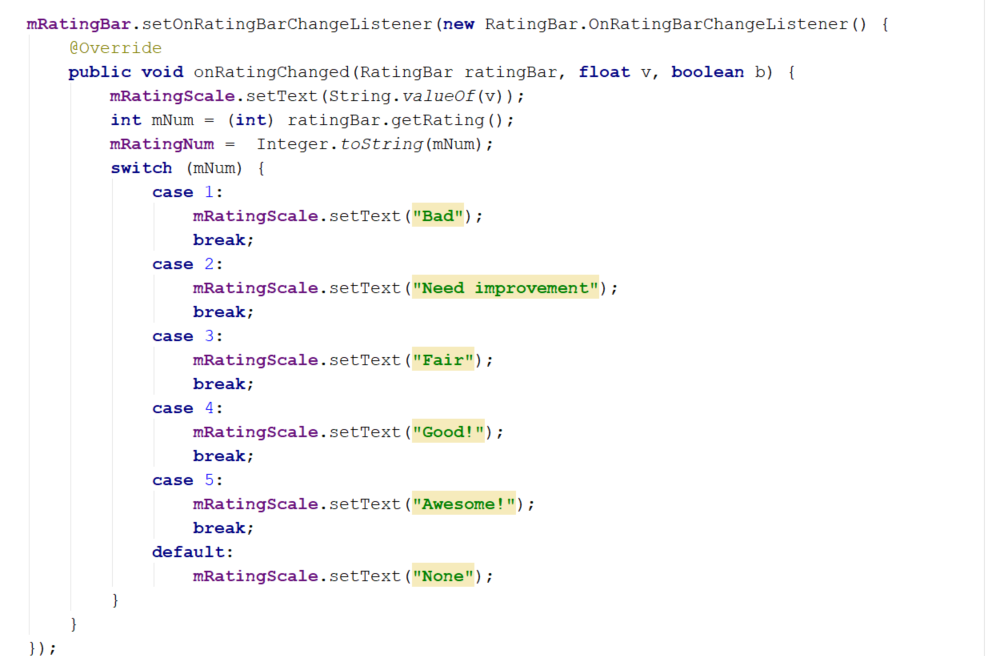 mRatingBar.setOnRatingBarChangeListener(new RatingBar.OnRatingBarChangeListener() {
    @Override
    public void onRatingChanged(RatingBar ratingBar, float v, boolean b) {
        mRatingScale.setText(String.valueOf(v));
        int mNum = (int) ratingBar.getRating();
        mRatingNum =  Integer.toString(mNum);
        switch (mNum) {
            case 1:
                mRatingScale.setText("Bad");
                break;
            case 2:
                mRatingScale.setText("Need improvement");
                break;
            case 3:
                mRatingScale.setText("Fair");
                break;
            case 4:
                mRatingScale.setText("Good!");
                break;
            case 5:
                mRatingScale.setText("Awesome!");
                break;
            default:
                mRatingScale.setText("None");
        }
    }
});